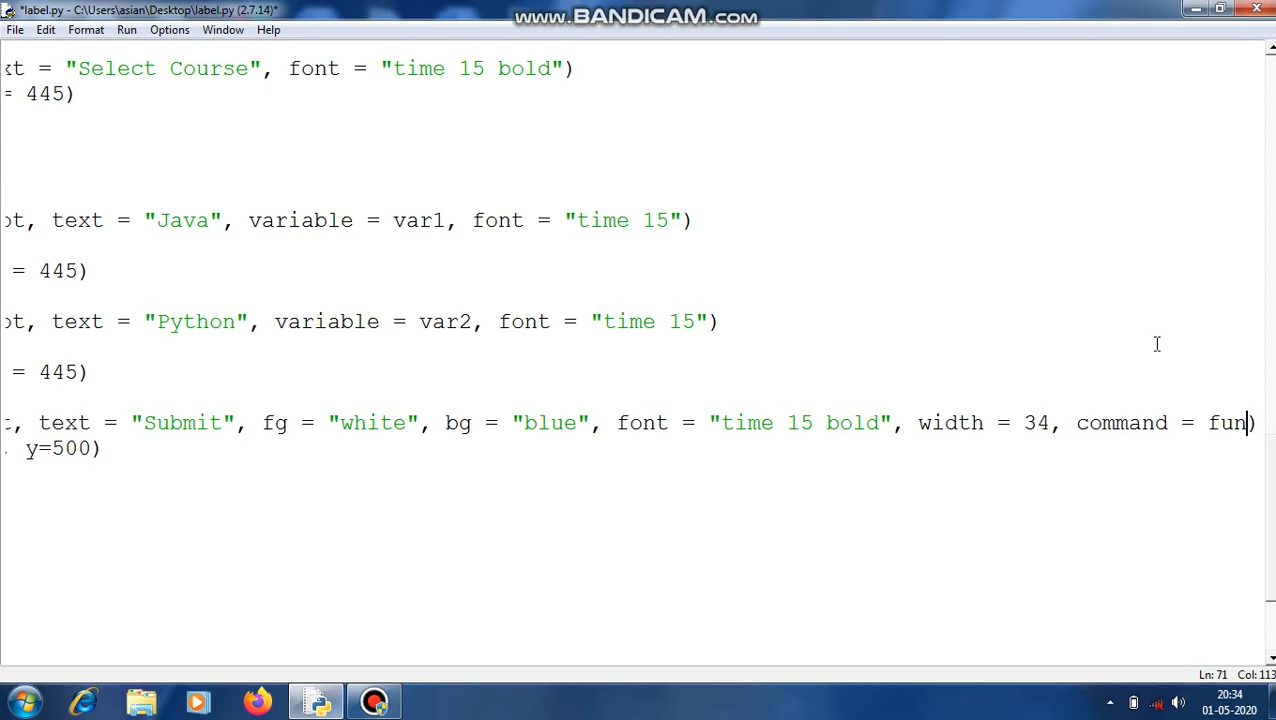 *label.py - C:\Users\asian\Desktop\label.py (2.7.14)*
www.BANDICAM.com
File Edit Format Run Options Window Help
xt = "Select Course", font = "time 15 bold")
= 445)
ot, text = "Java", variable = var1, font = "time 15")
= 445)
ot, text = "Python", variable = var2, font = "time 15")
= 445)
t, text = "Submit", fg = "white", bg = "blue", font = "time 15 bold", width = 34, command = fun)
y=500)
Ln: 71 Col: 113
20:34
01-05-2020